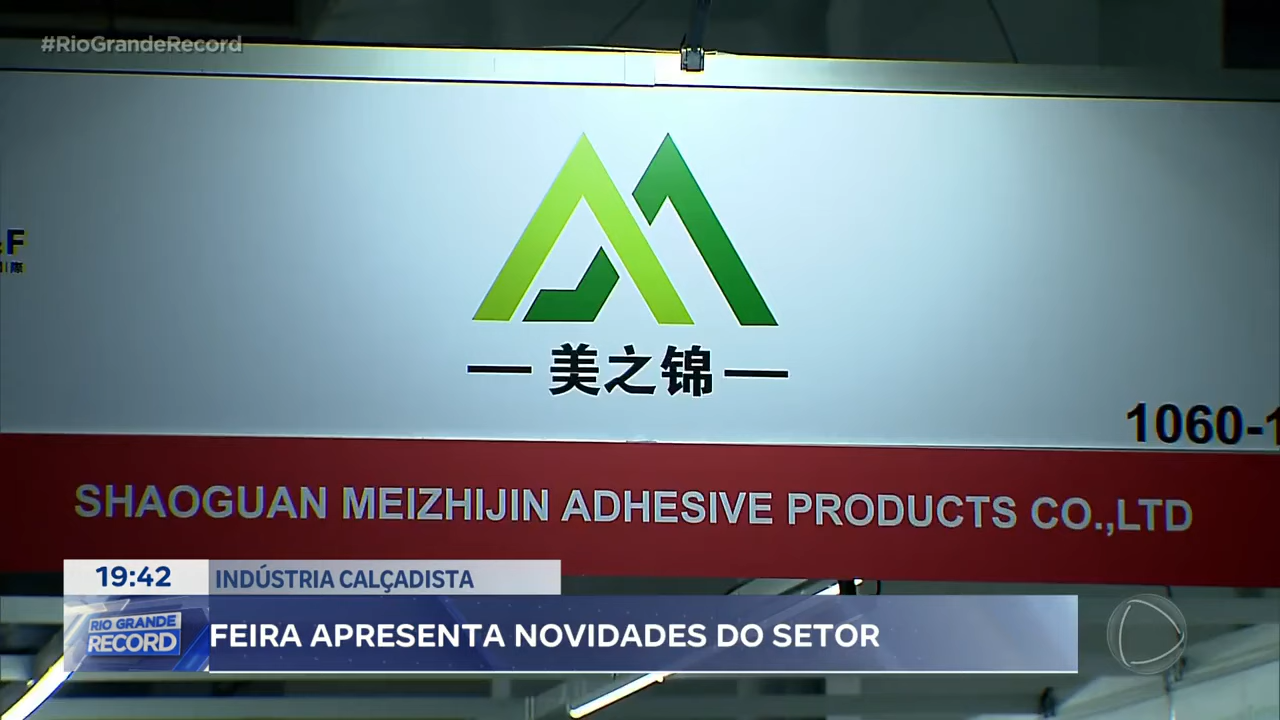 #RioGrandeRecord
F
美之锦
1060-1
SHAOGUAN MEIZHIJIN ADHESIVE PRODUCTS CO.,LTD
19:42
INDÚSTRIA CALÇADISTA
RIO GRANDE
RECORD
FEIRA APRESENTA NOVIDADES DO SETOR